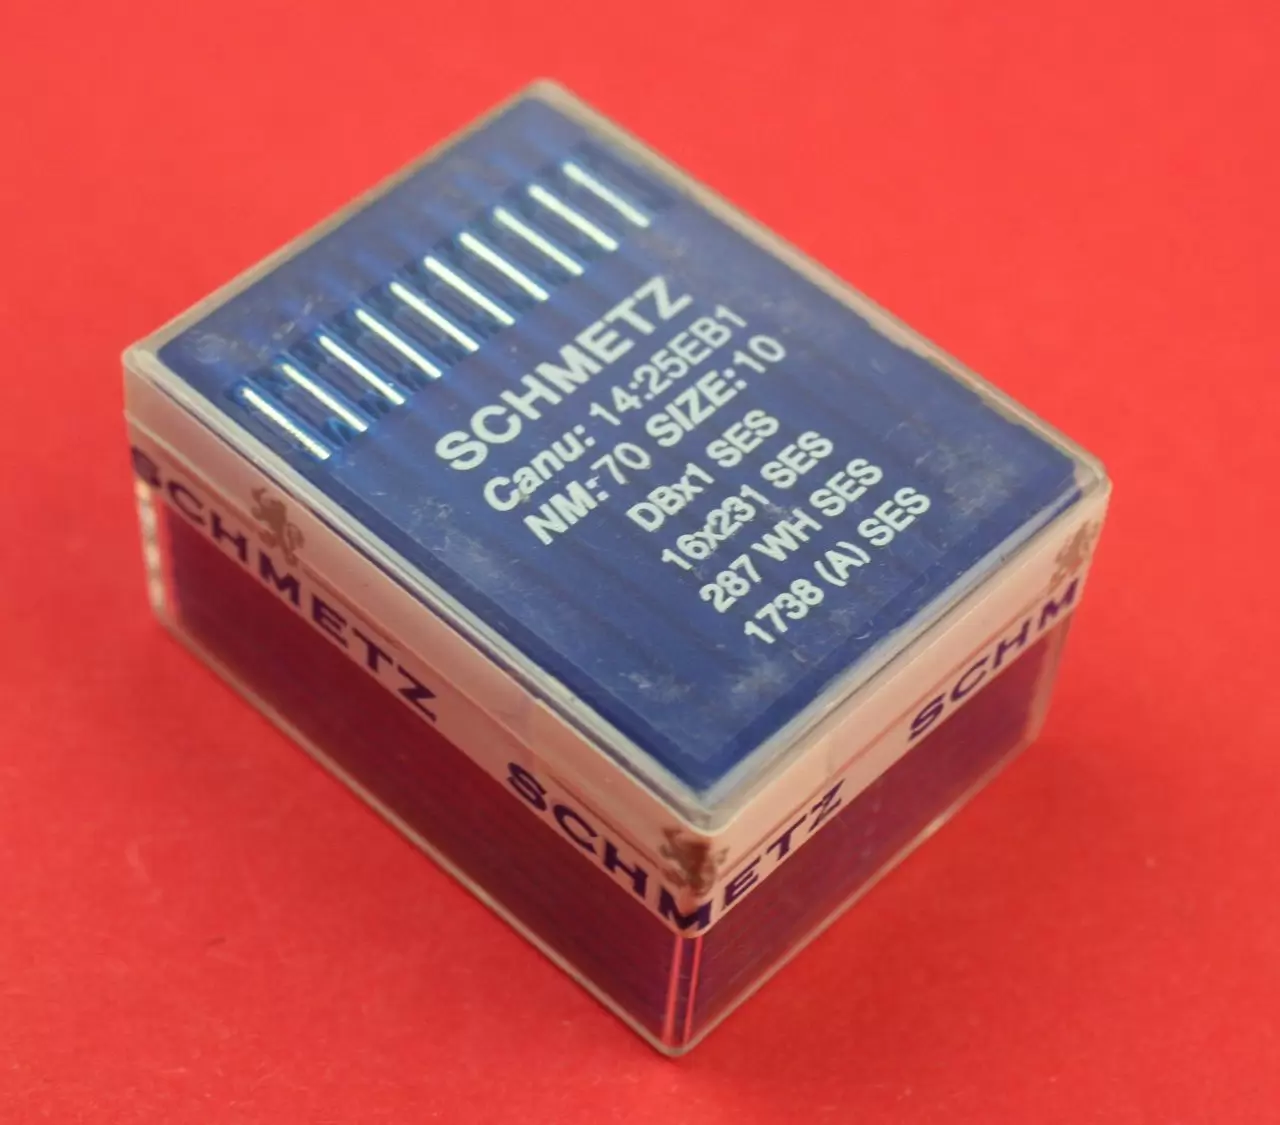 SCHMETZ
Canu: 14:25EB1
NM: 70 SIZE: 10
DBx1 SES
16x231 SES
287 WH SES
1738 (A) SES
SCHMETZ SCHMETZ SCHM